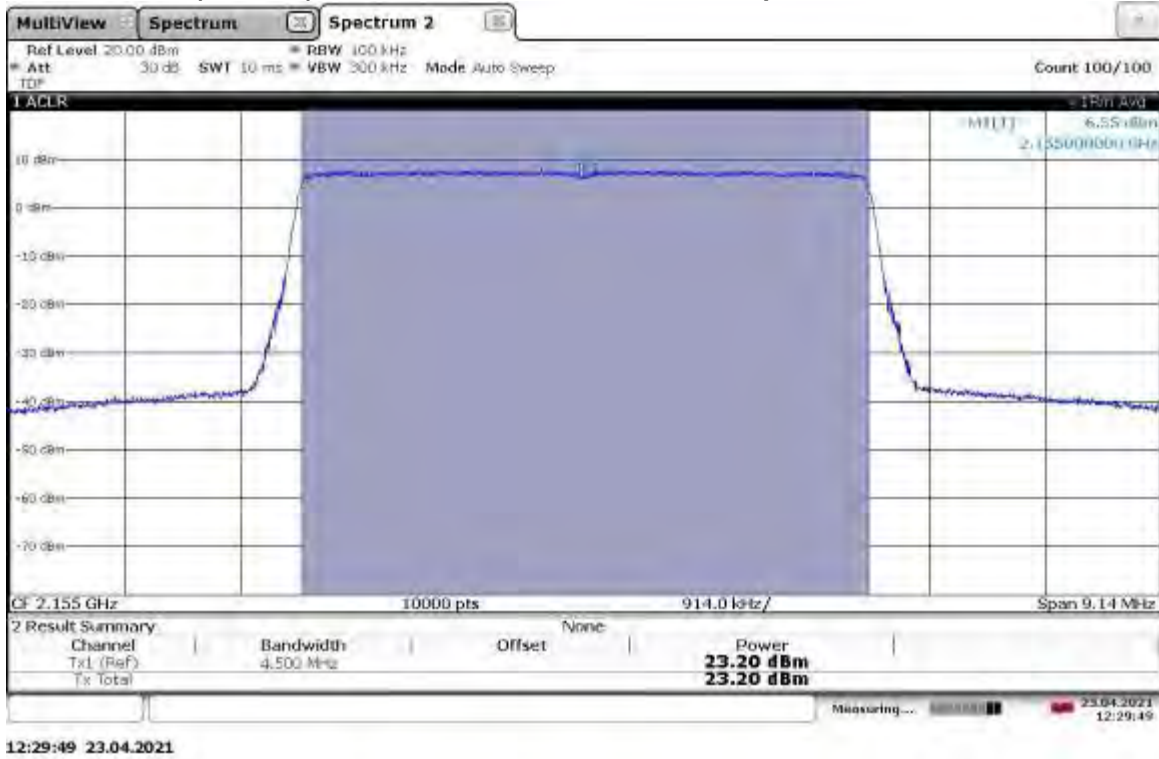 MultiView Spectrum Spectrum 2
Ref Level 20.00 dBm RBW 100 kHz
Att 30 dB SWT 10 ms VBW 300 kHz Mode Auto Sweep Count 100/100
TDF
1 ACLR 1Rm Avg
M1[1] 6.55 dBm
2.155000000 GHz
10 dBm
0 dBm
-10 dBm
-20 dBm
-30 dBm
-40 dBm
-50 dBm
-60 dBm
-70 dBm
CF 2.155 GHz 10000 pts 914.0 kHz/ Span 9.14 MHz
2 Result Summary None
Channel Bandwidth Offset Power
Tx1 (Ref) 4.500 MHz 23.20 dBm
Tx Total 23.20 dBm
Measuring... 23.04.2021
12:29:49
12:29:49 23.04.2021